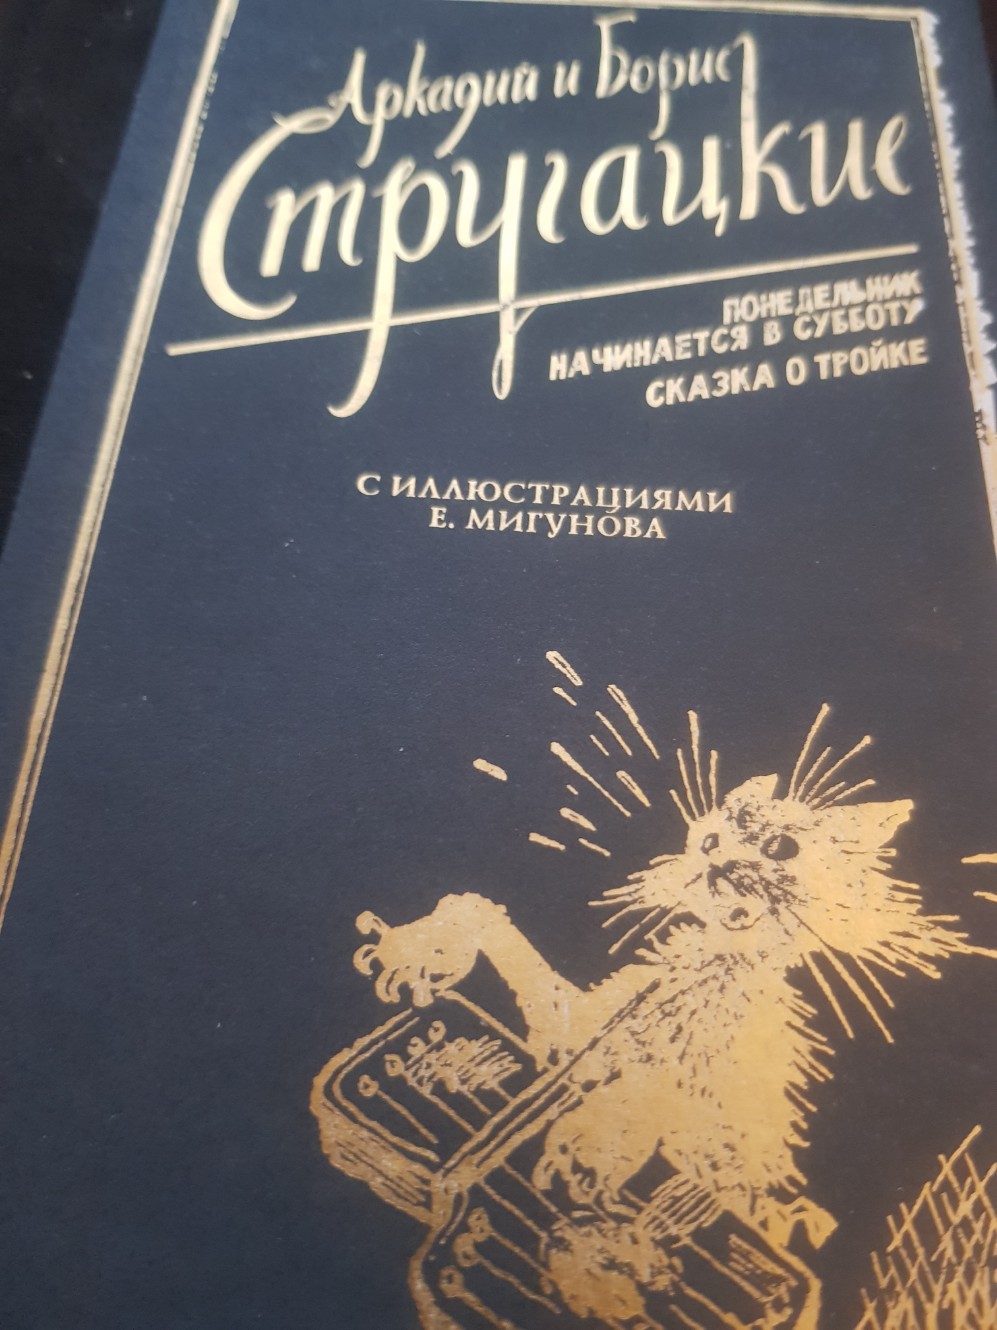 Аркадий и Борис
Стругацкие
ПОНЕДЕЛЬНИК
НАЧИНАЕТСЯ В СУББОТУ
СКАЗКА О ТРОЙКЕ
С ИЛЛЮСТРАЦИЯМИ
Е. МИГУНОВА